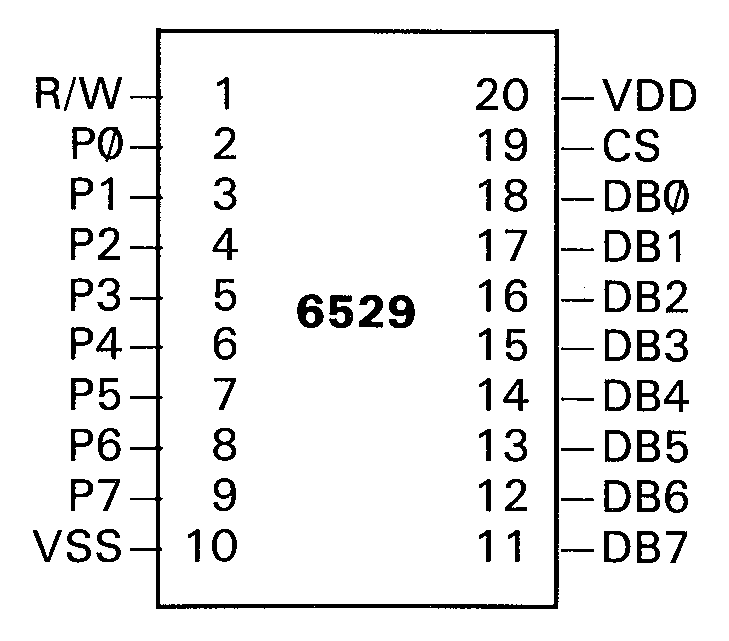 R/W 1 20 VDD
PØ 2 19 CS
P1 3 18 DBØ
P2 4 17 DB1
P3 5 16 DB2
6529
P4 6 15 DB3
P5 7 14 DB4
P6 8 13 DB5
P7 9 12 DB6
VSS 10 11 DB7